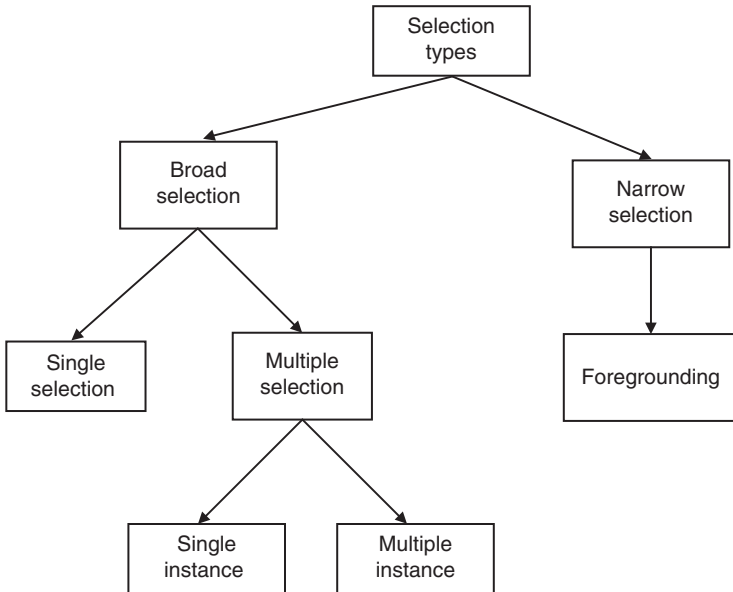 Selection
types
Broad
selection
Narrow
selection
Single
selection
Multiple
selection
Foregrounding
Single
instance
Multiple
instance